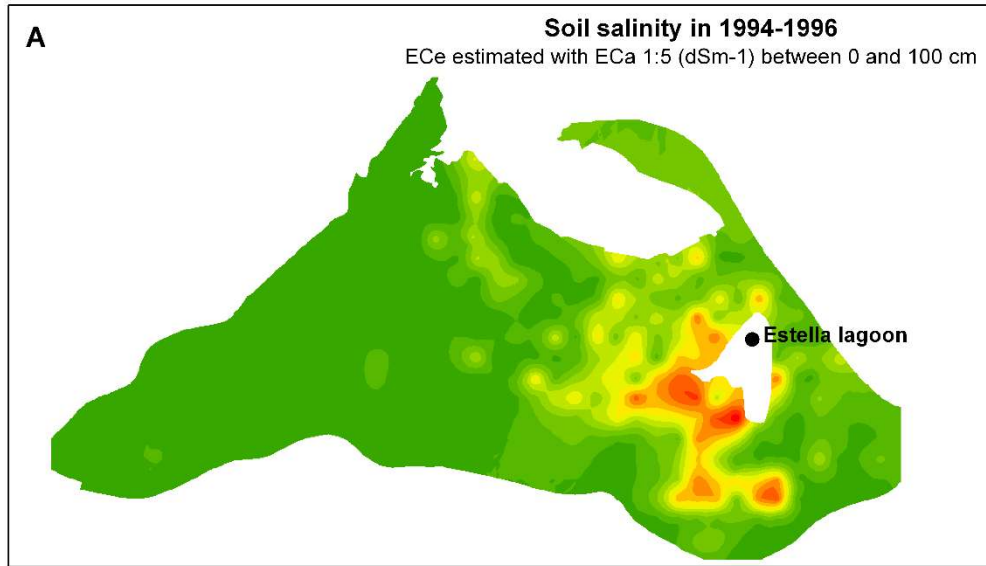 A
Soil salinity in 1994-1996
ECe estimated with ECa 1:5 (dSm-1) between 0 and 100 cm
Estella lagoon